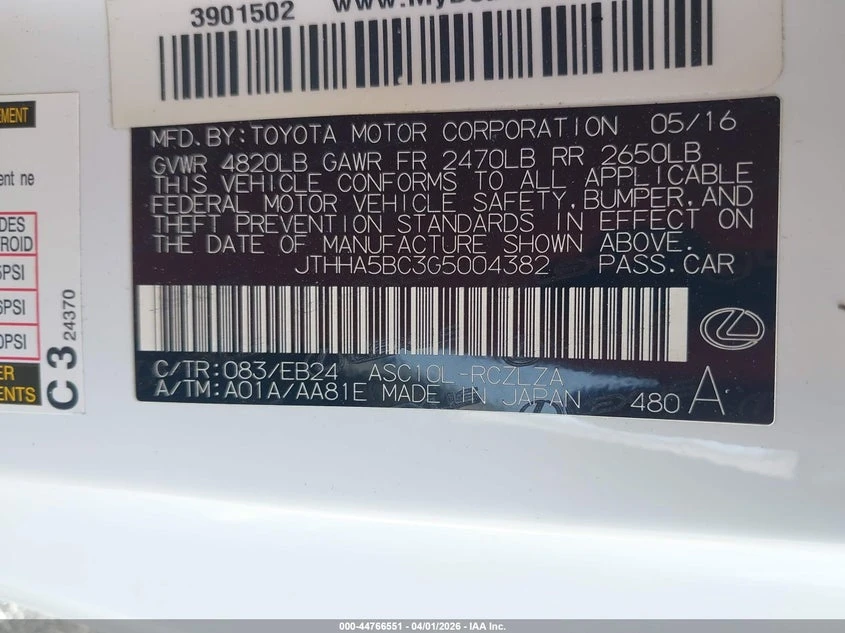 3901502
MFD.BY:TOYOTA MOTOR CORPORATION 05/16
GVWR 4820LB GAWR FR 2470LB RR 2650LB
THIS VEHICLE CONFORMS TO ALL APPLICABLE
FEDERAL MOTOR VEHICLE SAFETY,BUMPER,AND
THEFT PREVENTION STANDARDS IN EFFECT ON
THE DATE OF MANUFACTURE SHOWN ABOVE.
JTHHA5BC3G5004382 PASS.CAR
C/TR:083/EB24 ASC10L-RCZLZA
A/TM:A01A/AA81E MADE IN JAPAN 480 A
ent ne
PSI
PSI
PSI
C3
24370
000-44766551 | 04/01/2026 – IAA Inc.